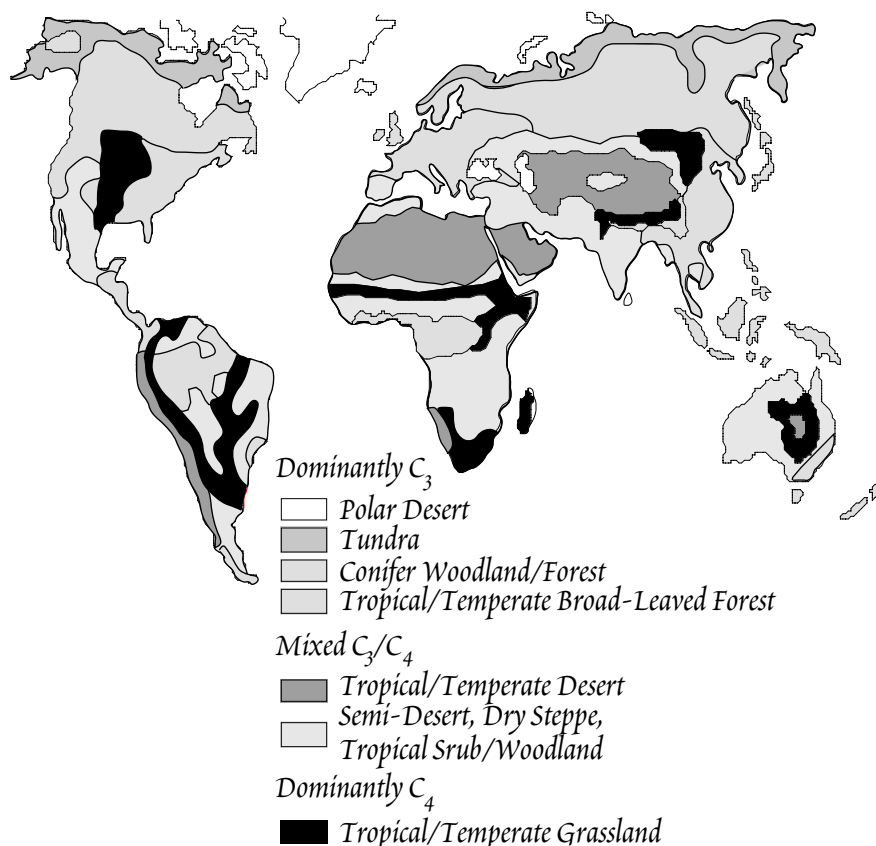 Dominantly C₃
Polar Desert
Tundra
Conifer Woodland/Forest
Tropical/Temperate Broad-Leaved Forest
Mixed C₃/C₄
Tropical/Temperate Desert
Semi-Desert, Dry Steppe,
Tropical Srub/Woodland
Dominantly C₄
Tropical/Temperate Grassland